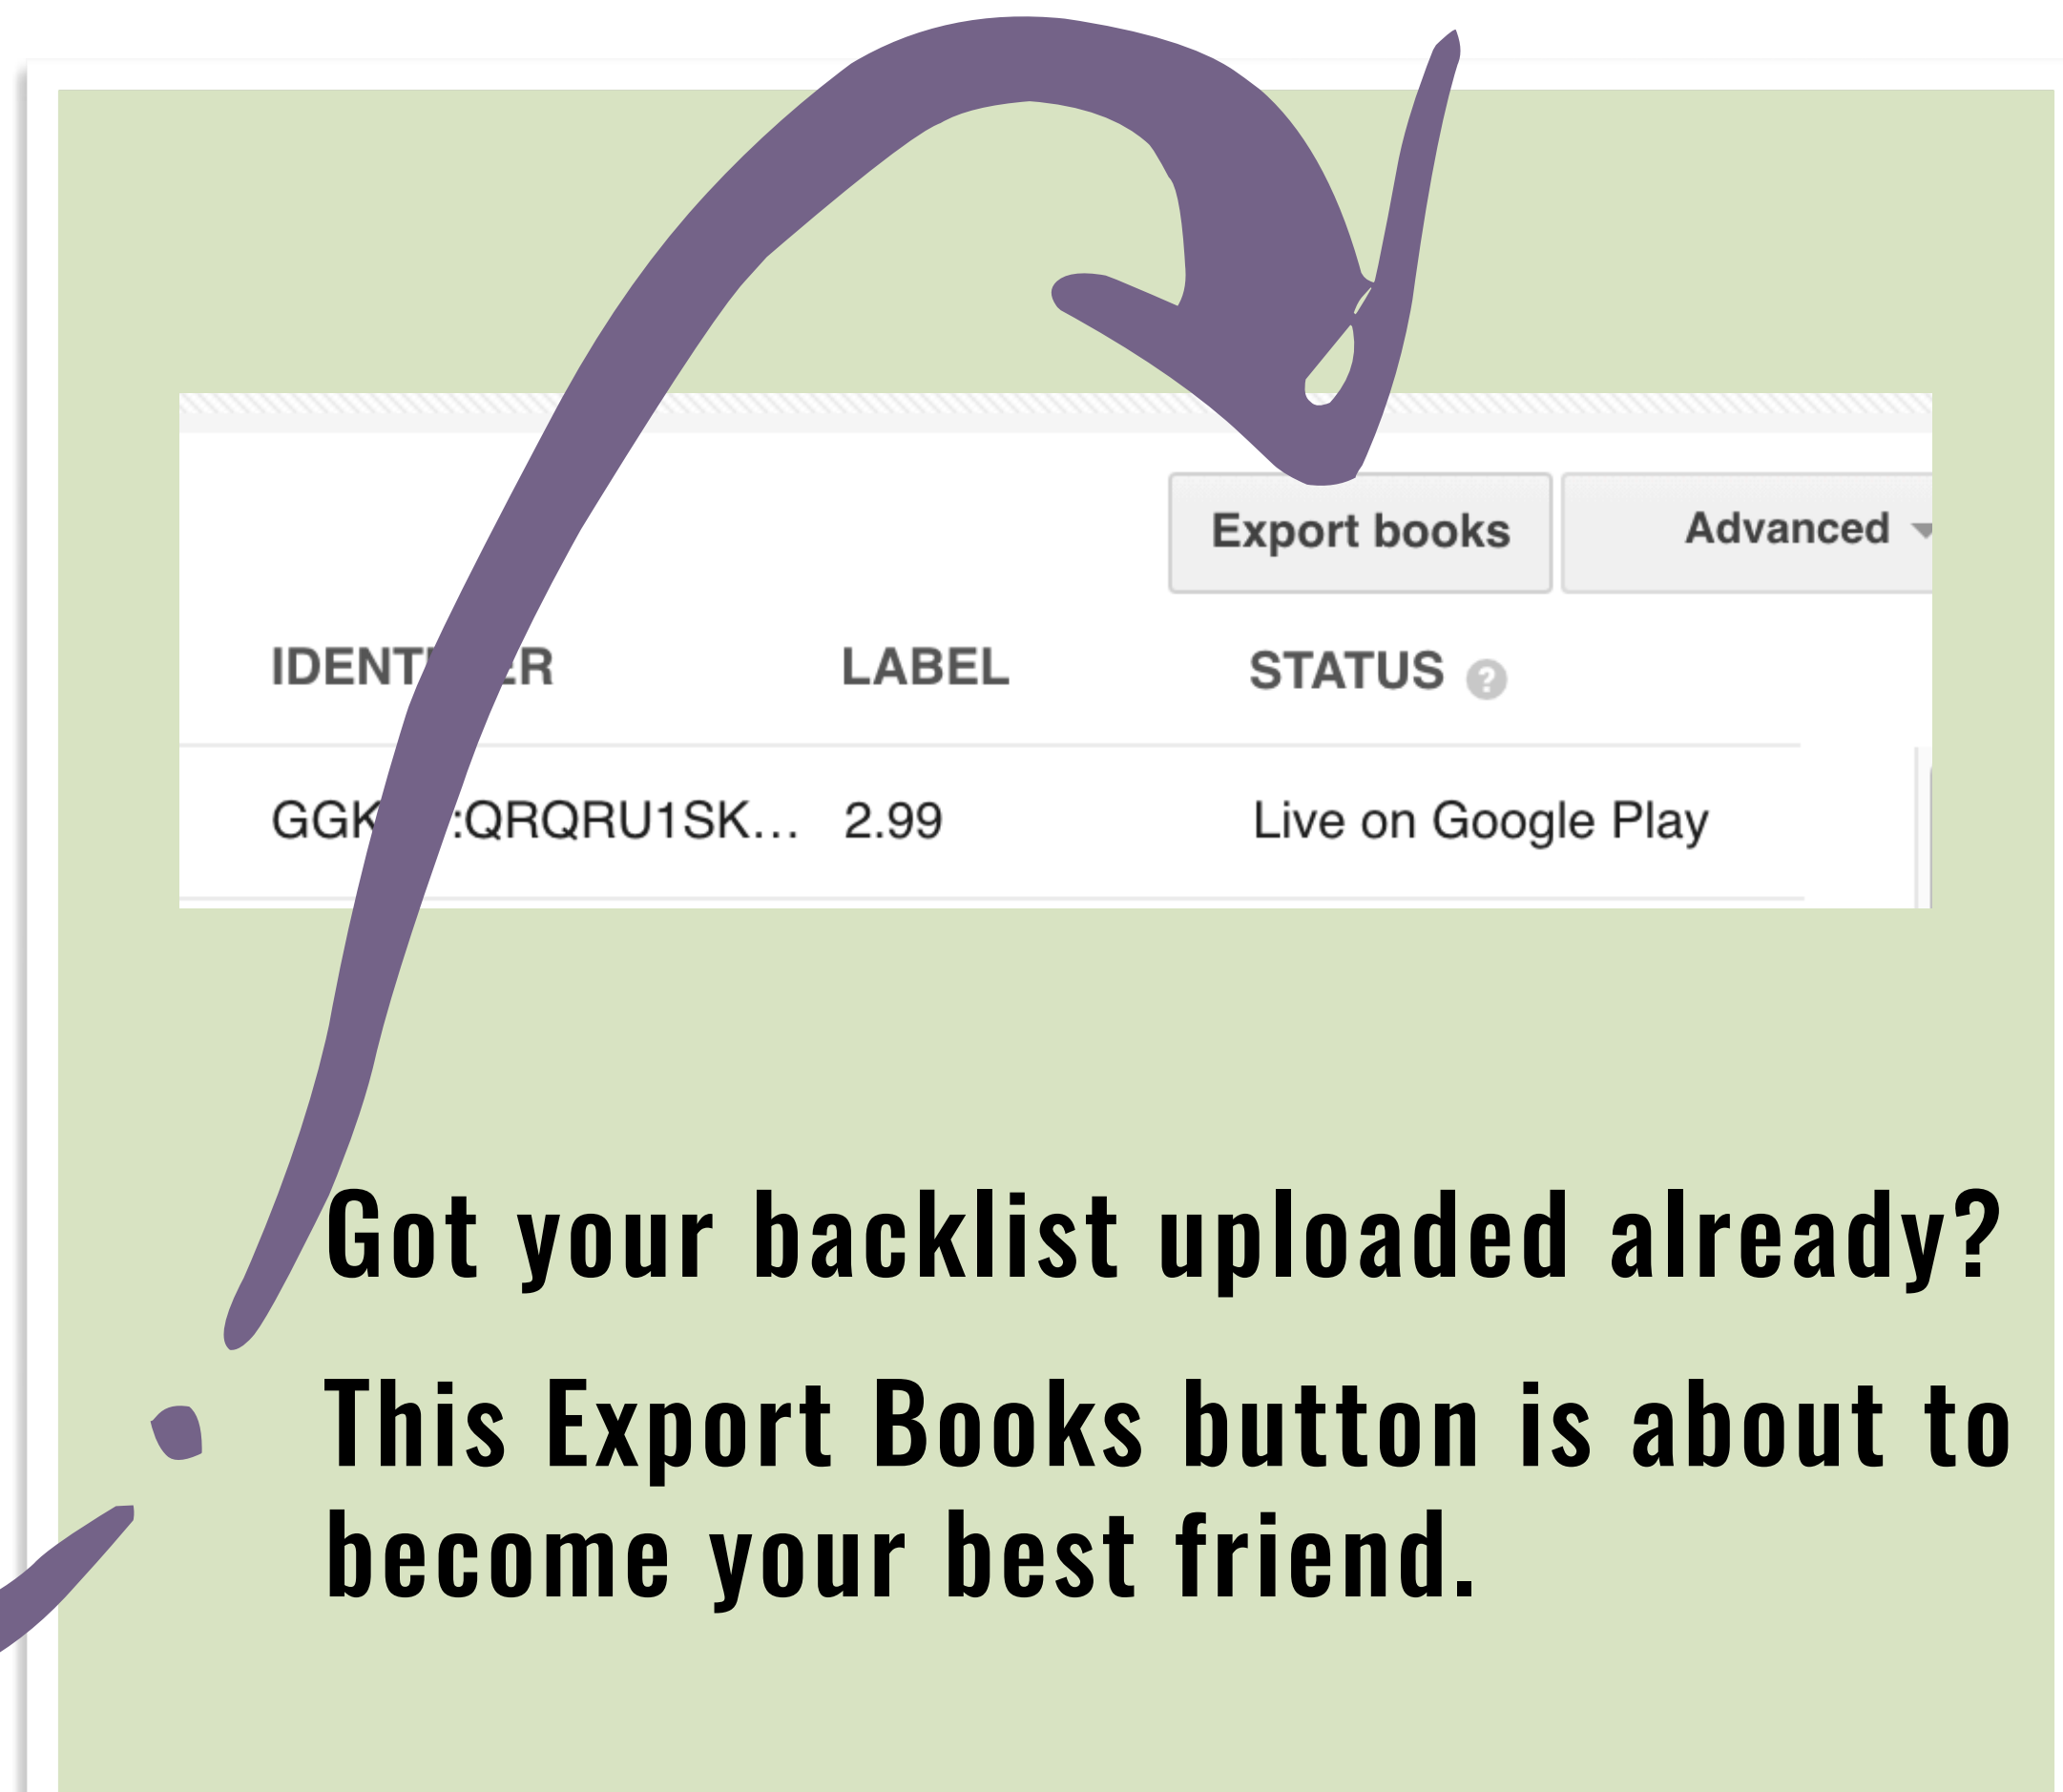 Export books Advanced
LABEL STATUS ?
2.99 Live on Google Play
Got your backlist uploaded already?
This Export Books button is about to
become your best friend.